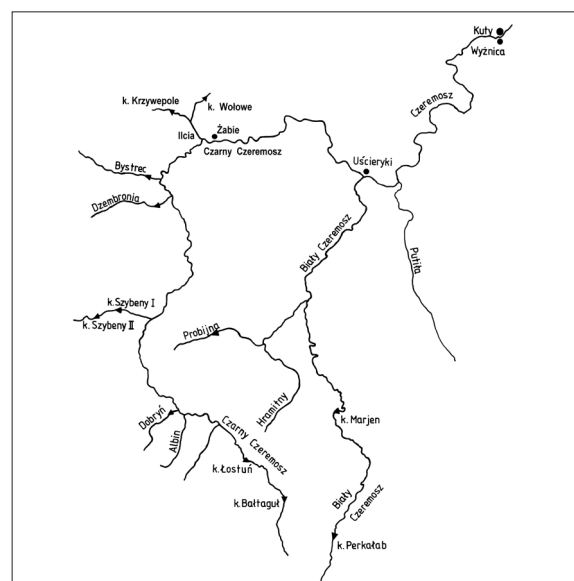 Kuty
Wyżnica
Czeremosz
k. Krzywepole
k. Wołowe
Ilcia
Żabie
Czarny Czeremosz
Uścieryki
Bystrec
Dzembronia
Biały Czeremosz
Putiła
k. Szybeny I
k. Szybeny II
Probijna
Hramitny
Dobryń
Albin
Czarny Czeremosz
k. Marjen
k. Łostuń
k. Bałtaguł
Biały
Czeremosz
k. Perkałab